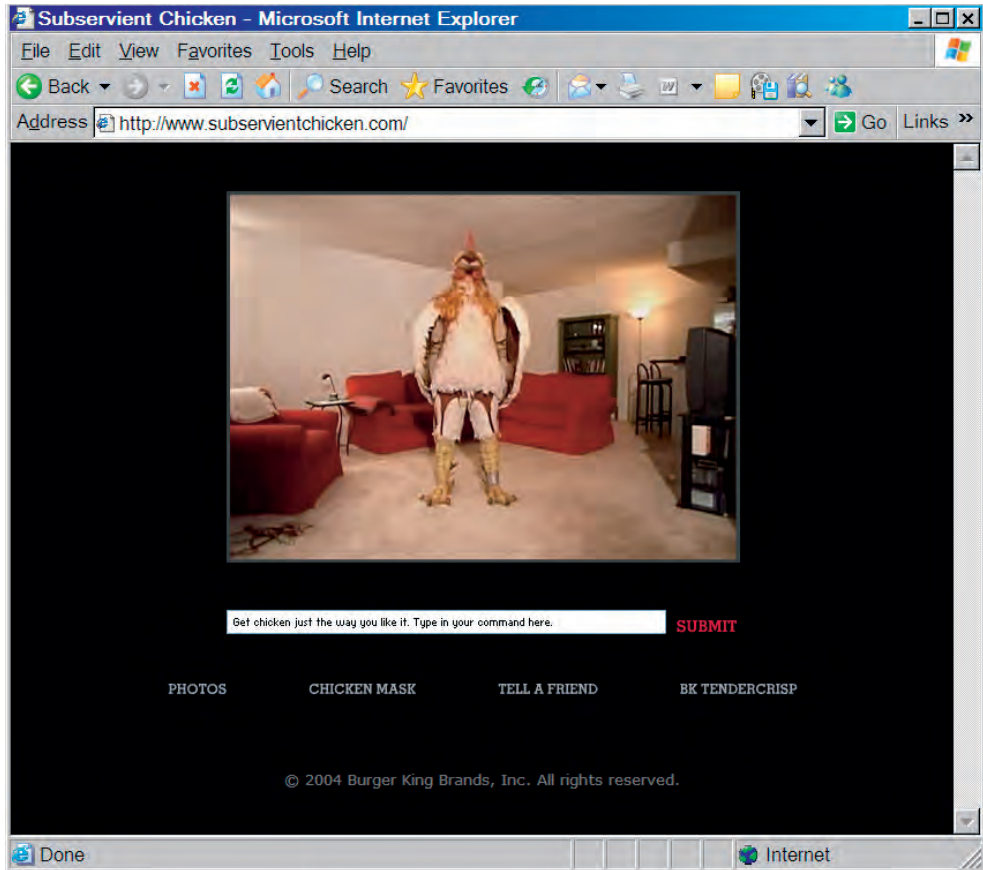 Subservient Chicken - Microsoft Internet Explorer
File Edit View Favorites Tools Help
Back Search Favorites W
Address http://www.subservientchicken.com/ Go Links »
Get chicken just the way you like it. Type in your command here. SUBMIT
PHOTOS CHICKEN MASK TELL A FRIEND BK TENDERCRISP
© 2004 Burger King Brands, Inc. All rights reserved.
Done Internet